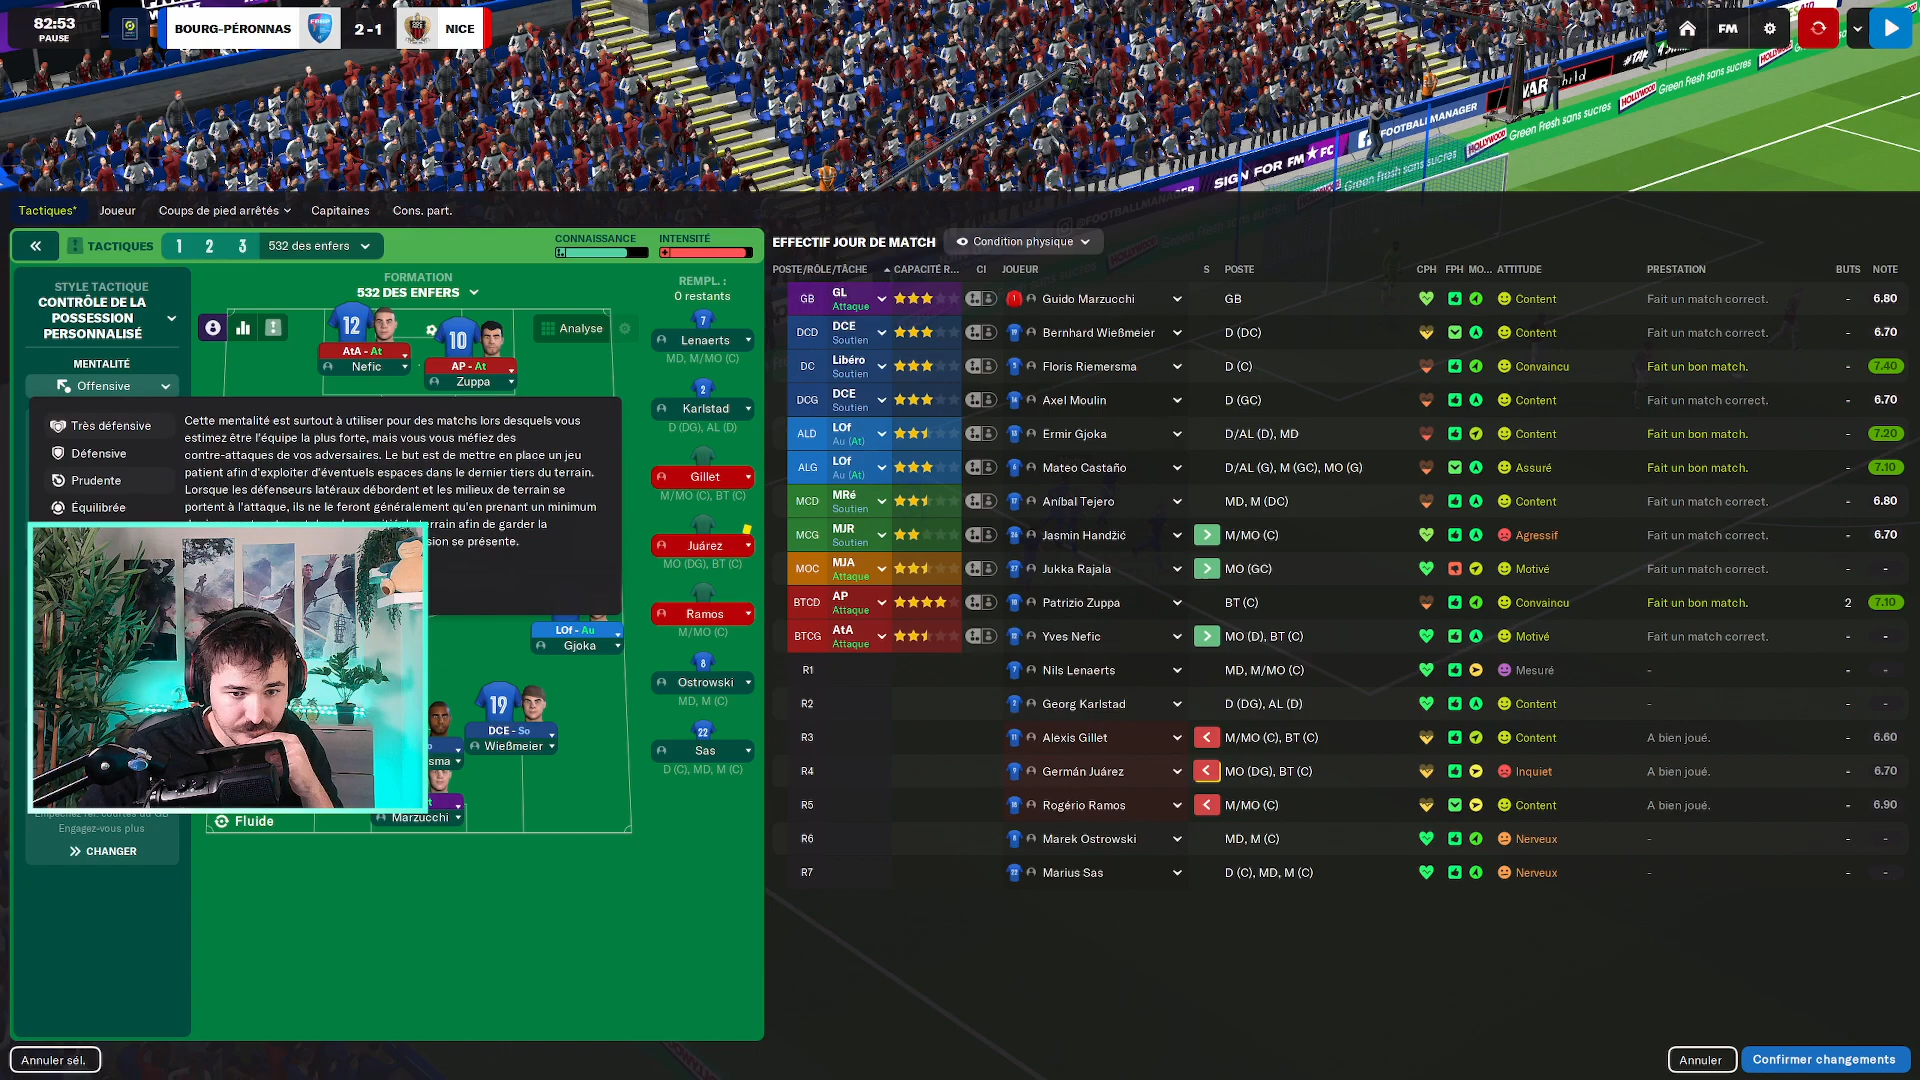 82:53
PAUSE
BOURG-PÉRONNAS
2 - 1
NICE
FM
HOLLYWOOD
Green Fresh sans sucres
FOOTBALL MANAGER
SIGN FOR FM★FC
Tactiques*
Joueur
Coups de pied arrêtés
Capitaines
Cons. part.
TACTIQUES
1 2 3
532 des enfers
CONNAISSANCE
INTENSITÉ
STYLE TACTIQUE
CONTRÔLE DE LA
POSSESSION
PERSONNALISÉ
MENTALITÉ
Offensive
Très défensive
Défensive
Prudente
Équilibrée
Cette mentalité est surtout à utiliser pour des matchs lors desquels vous
estimez être l'équipe la plus forte, mais vous vous méfiez des
contre-attaques de vos adversaires. Le but est de mettre en place un jeu
patient afin d'exploiter d'éventuels espaces dans le dernier tiers du terrain.
Lorsque les défenseurs latéraux débordent et les milieux de terrain se
portent à l'attaque, ils ne le feront généralement qu'en prenant un minimum
terrain afin de garder la
sion se présente.
Engagez-vous plus
CHANGER
FORMATION
532 DES ENFERS
Analyse
12
AtA - At
Nefic
10
AP - At
Zuppa
LOf - Au
Gjoka
19
DCE - So
Wießmeier
sma
Marzucchi
Fluide
REMPL. :
0 restants
7
Lenaerts
MD, M/MO (C)
2
Karlstad
D (DG), AL (D)
Gillet
M/MO (C), BT (C)
Juárez
MO (DG), BT (C)
Ramos
M/MO (C)
8
Ostrowski
MD, M (C)
22
Sas
D (C), MD, M (C)
EFFECTIF JOUR DE MATCH
Condition physique
POSTE/RÔLE/TÂCHE CAPACITÉ R... CI JOUEUR S POSTE CPH FPH MO... ATTITUDE PRESTATION BUTS NOTE
GB GL Attaque Guido Marzucchi GB Content Fait un match correct. - 6.80
DCD DCE Soutien Bernhard Wießmeier D (DC) Content Fait un match correct. - 6.70
DC Libéro Soutien Floris Riemersma D (C) Convaincu Fait un bon match. - 7.40
DCG DCE Soutien Axel Moulin D (GC) Content Fait un match correct. - 6.70
ALD LOf Au (At) Ermir Gjoka D/AL (D), MD Content Fait un bon match. - 7.20
ALG LOf Au (At) Mateo Castaño D/AL (G), M (GC), MO (G) Assuré Fait un bon match. - 7.10
MCD MRé Soutien Aníbal Tejero MD, M (DC) Content Fait un match correct. - 6.80
MCG MJR Soutien Jasmin Handžić M/MO (C) Agressif Fait un match correct. - 6.70
MOC MJA Attaque Jukka Rajala MO (GC) Motivé Fait un match correct. - -
BTCD AP Attaque Patrizio Zuppa BT (C) Convaincu Fait un bon match. 2 7.10
BTCG AtA Attaque Yves Nefic MO (D), BT (C) Motivé Fait un match correct. - -
R1 Nils Lenaerts MD, M/MO (C) Mesuré - - -
R2 Georg Karlstad D (DG), AL (D) Content - - -
R3 Alexis Gillet M/MO (C), BT (C) Content A bien joué. - 6.60
R4 Germán Juárez MO (DG), BT (C) Inquiet A bien joué. - 6.70
R5 Rogério Ramos M/MO (C) Content A bien joué. - 6.90
R6 Marek Ostrowski MD, M (C) Nerveux - - -
R7 Marius Sas D (C), MD, M (C) Nerveux - - -
Annuler sél.
Annuler
Confirmer changements